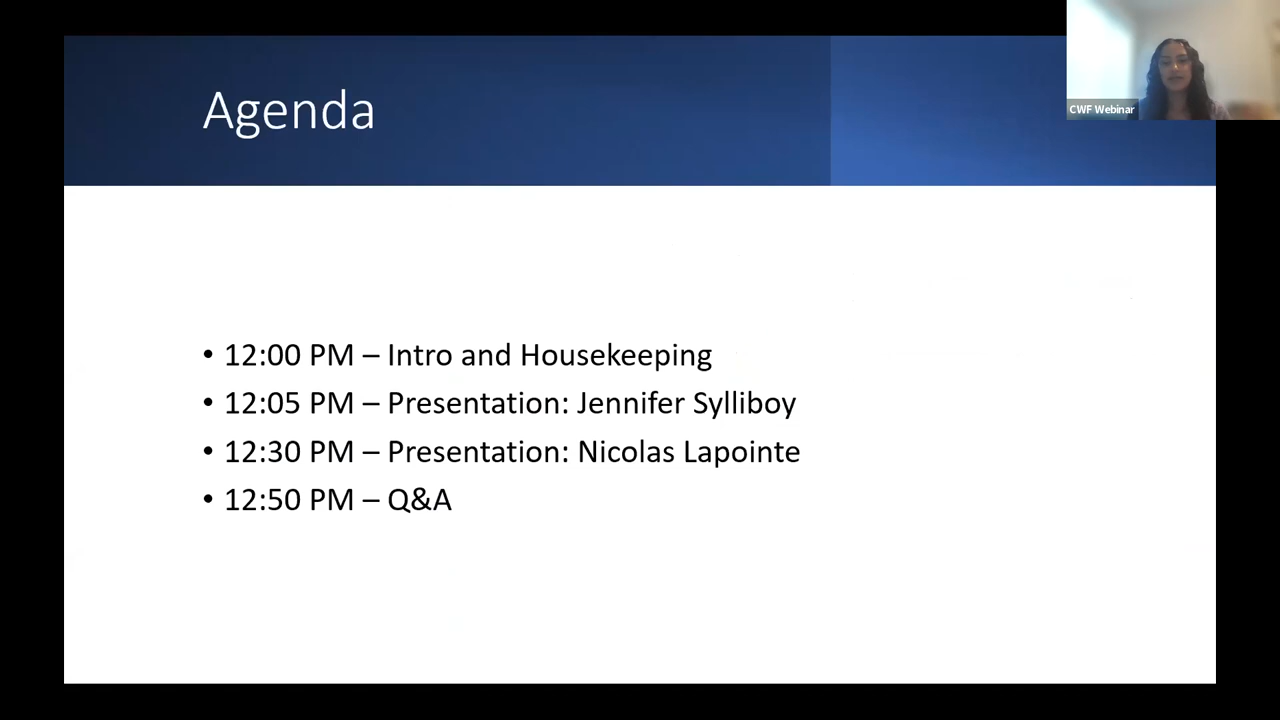 Agenda
CWF Webinar
• 12:00 PM – Intro and Housekeeping
• 12:05 PM – Presentation: Jennifer Sylliboy
• 12:30 PM – Presentation: Nicolas Lapointe
• 12:50 PM – Q&A